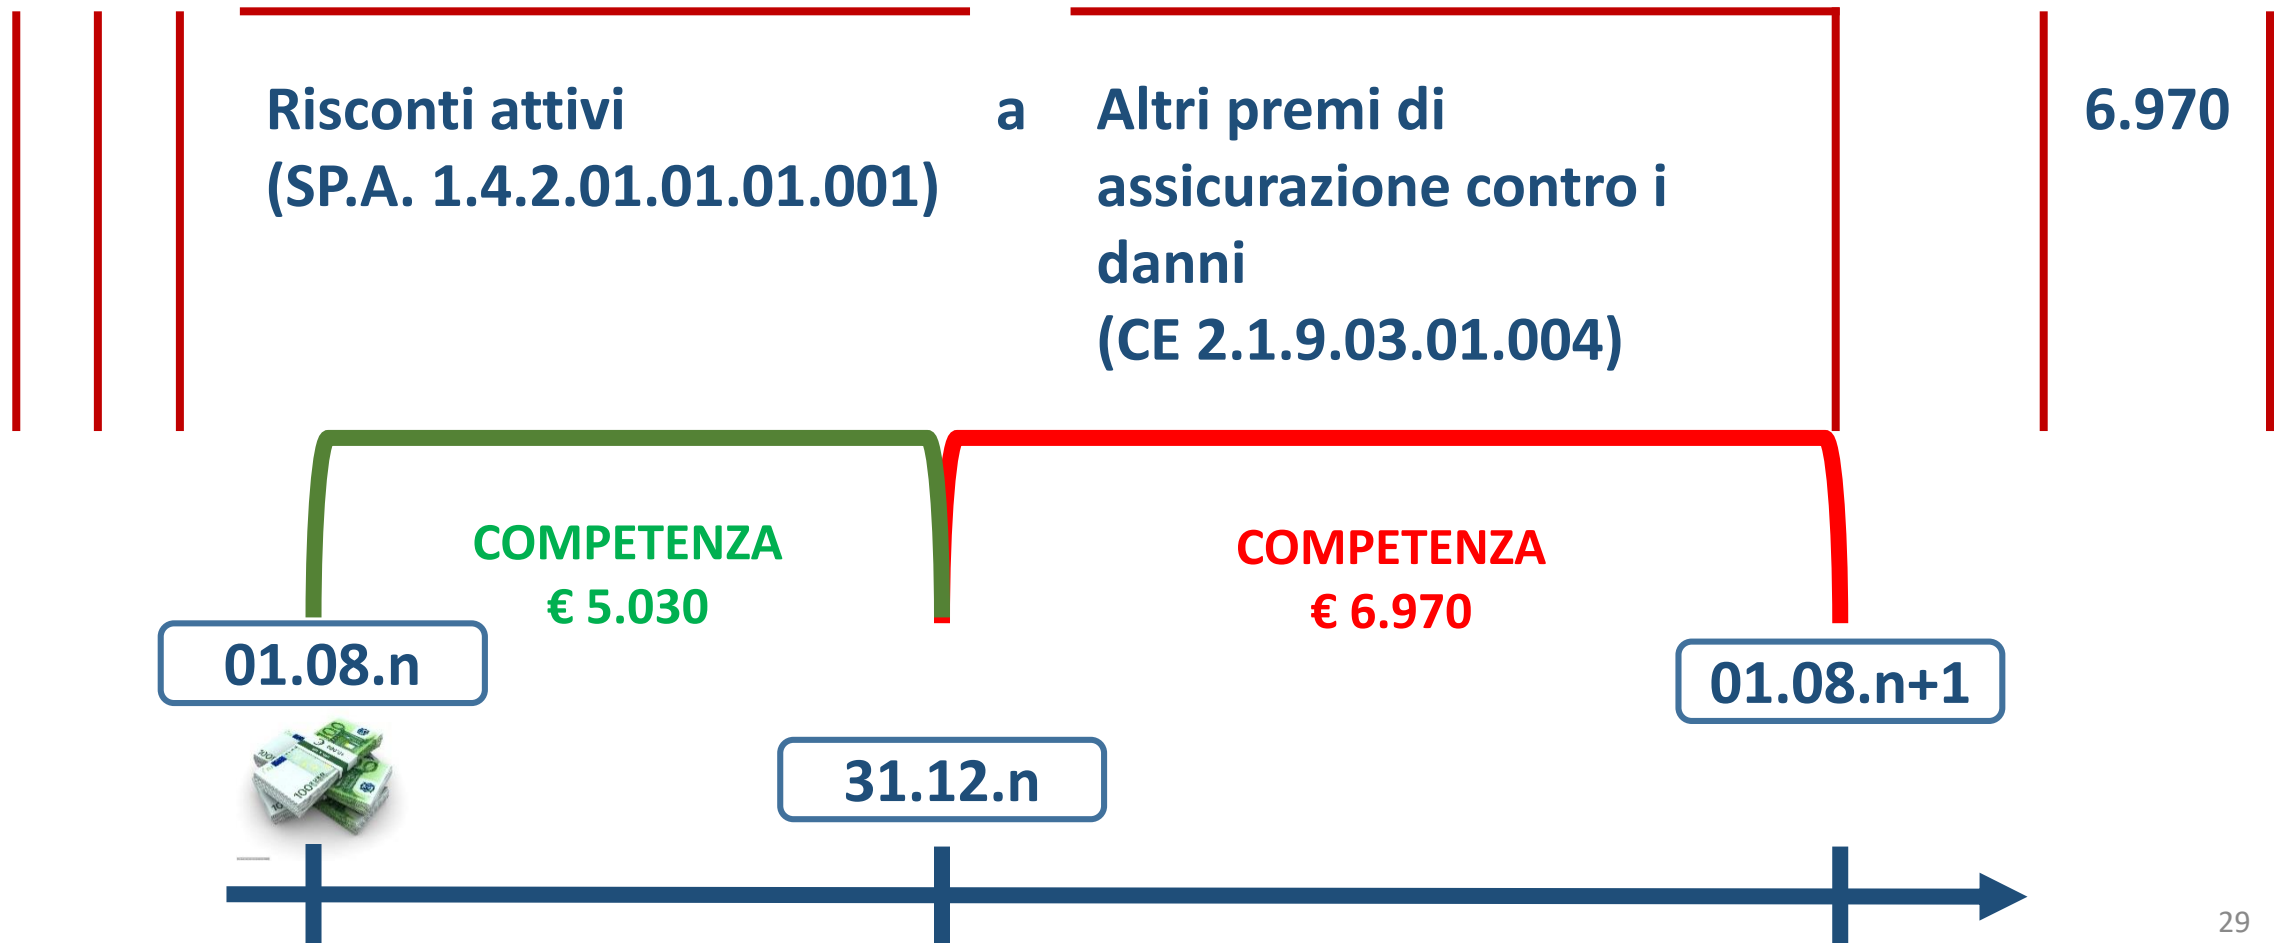 Risconti attivi a Altri premi di 6.970
(SP.A. 1.4.2.01.01.01.001) assicurazione contro i
danni
(CE 2.1.9.03.01.004)
COMPETENZA
€ 5.030
COMPETENZA
€ 6.970
01.08.n
01.08.n+1
31.12.n
100
100
29